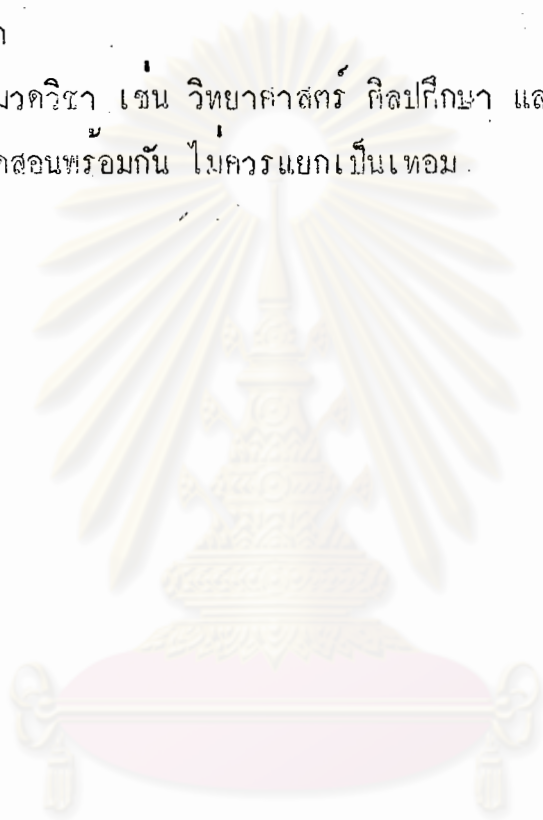 มวดวิชา เช่น วิทยาศาสตร์ ศิลปศึกษา แล
สอนพร้อมกัน ไม่ควรแยกเป็นเทอม